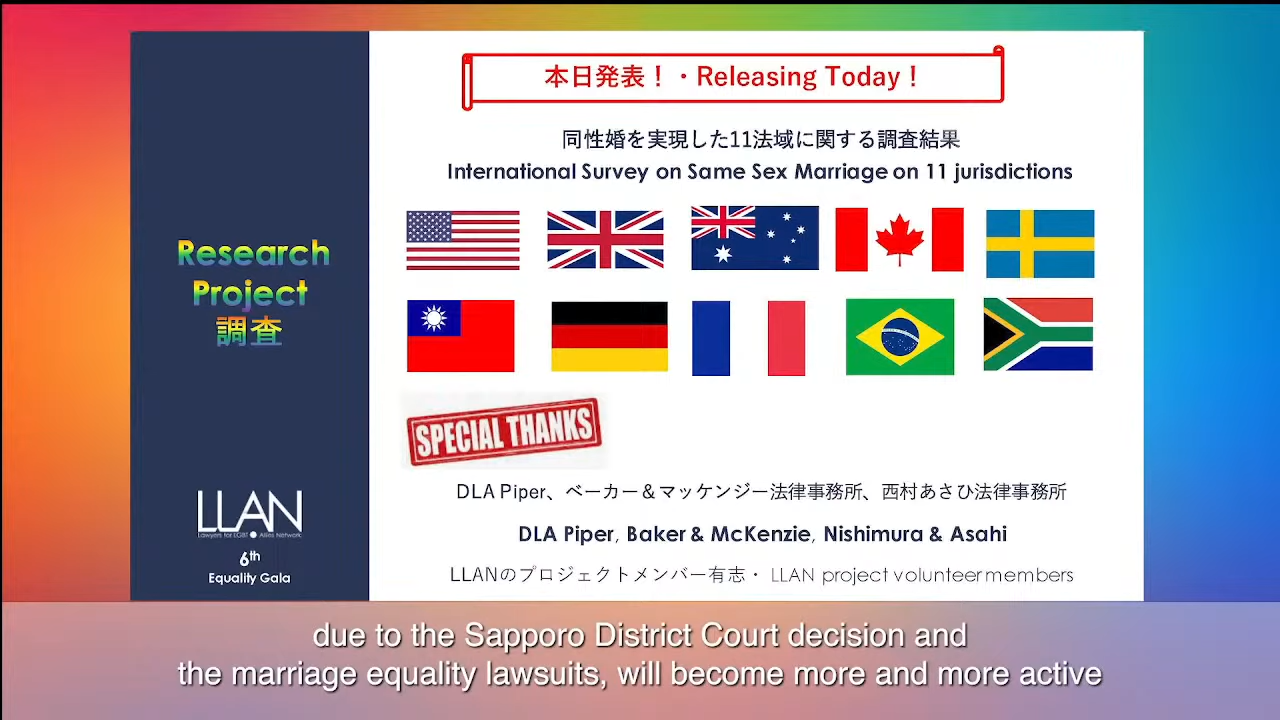 本日発表！・Releasing Today！
同性婚を実現した11法域に関する調査結果
International Survey on Same Sex Marriage on 11 jurisdictions
Research
Project
調査
SPECIAL THANKS
DLA Piper、ベーカー＆マッケンジー法律事務所、西村あさひ法律事務所
DLA Piper, Baker & McKenzie, Nishimura & Asahi
LLANのプロジェクトメンバー有志・ LLAN project volunteer members
LLAN
Lawyers for LGBT Allies Network
6th
Equality Gala
due to the Sapporo District Court decision and
the marriage equality lawsuits, will become more and more active